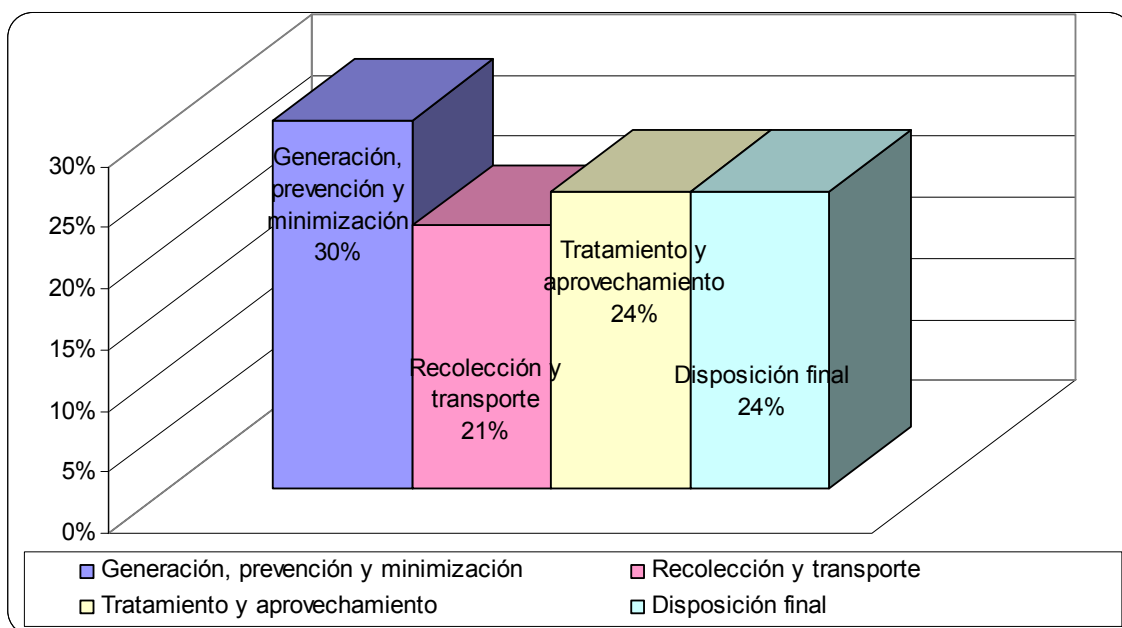 30%
25%
20%
15%
10%
5%
0%
Generación,
prevención y
minimización
30%
Recolección y
transporte
21%
Tratamiento y
aprovechamiento
24%
Disposición final
24%
Generación, prevención y minimización
Recolección y transporte
Tratamiento y aprovechamiento
Disposición final